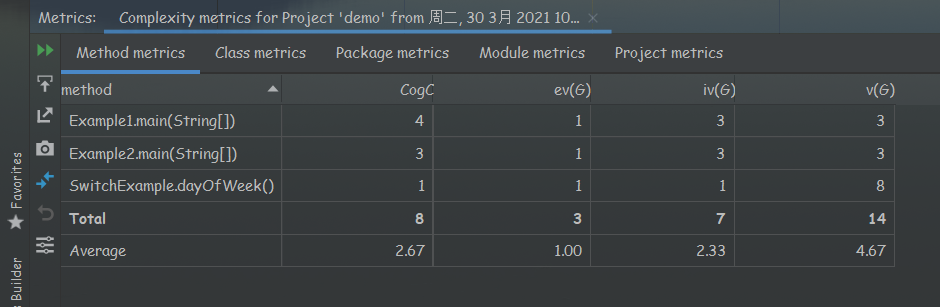 Metrics: Complexity metrics for Project 'demo' from 周二, 30 3月 2021 10... ×
Method metrics Class metrics Package metrics Module metrics Project metrics
method CogC ev(G) iv(G) v(G)
Example1.main(String[]) 4 1 3 3
Example2.main(String[]) 3 1 3 3
SwitchExample.dayOfWeek() 1 1 1 8
Total 8 3 7 14
Average 2.67 1.00 2.33 4.67
Favorites
Builder